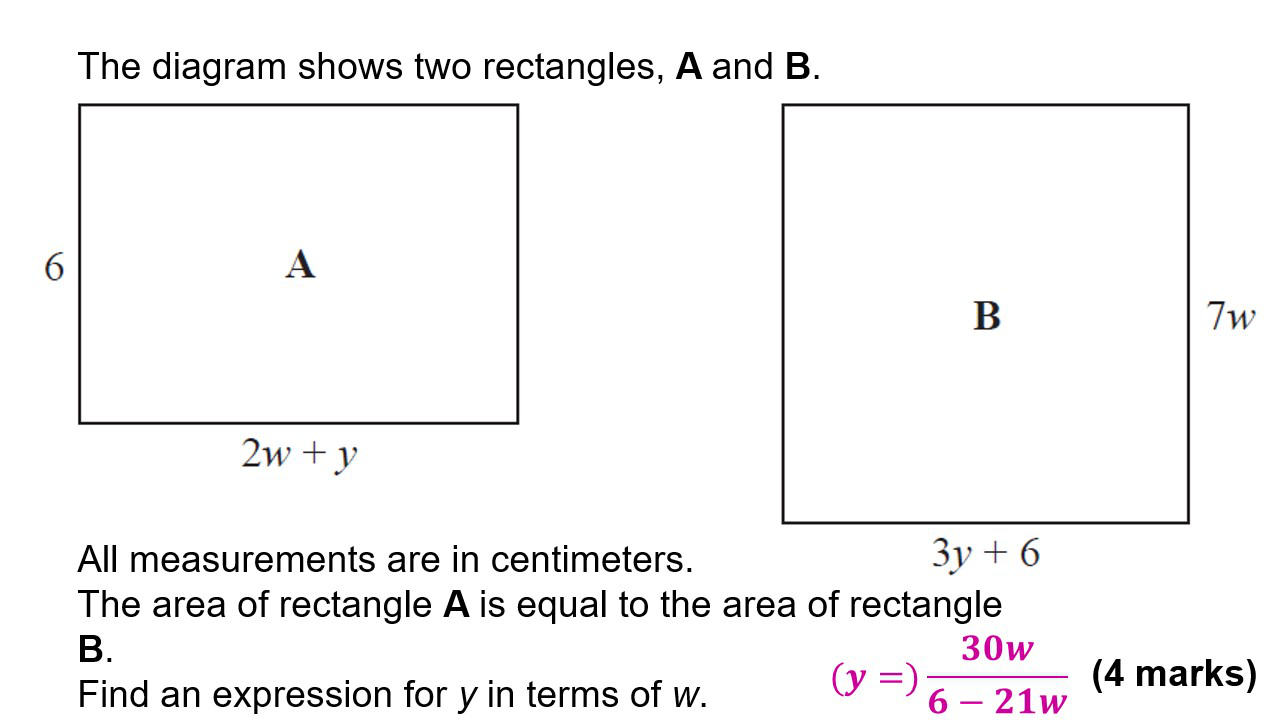 The diagram shows two rectangles, A and B.
6
A
2w + y
B
7w
3y + 6
All measurements are in centimeters.
The area of rectangle A is equal to the area of rectangle
B.
Find an expression for y in terms of w.
(y =) 30w / 6 − 21w
(4 marks)